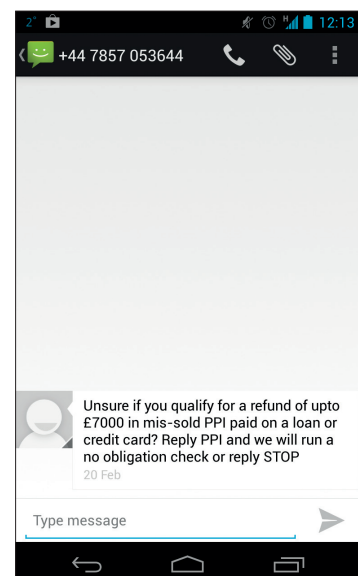 2°
12:13
+44 7857 053644
Unsure if you qualify for a refund of upto
£7000 in mis-sold PPI paid on a loan or
credit card? Reply PPI and we will run a
no obligation check or reply STOP
20 Feb
Type message